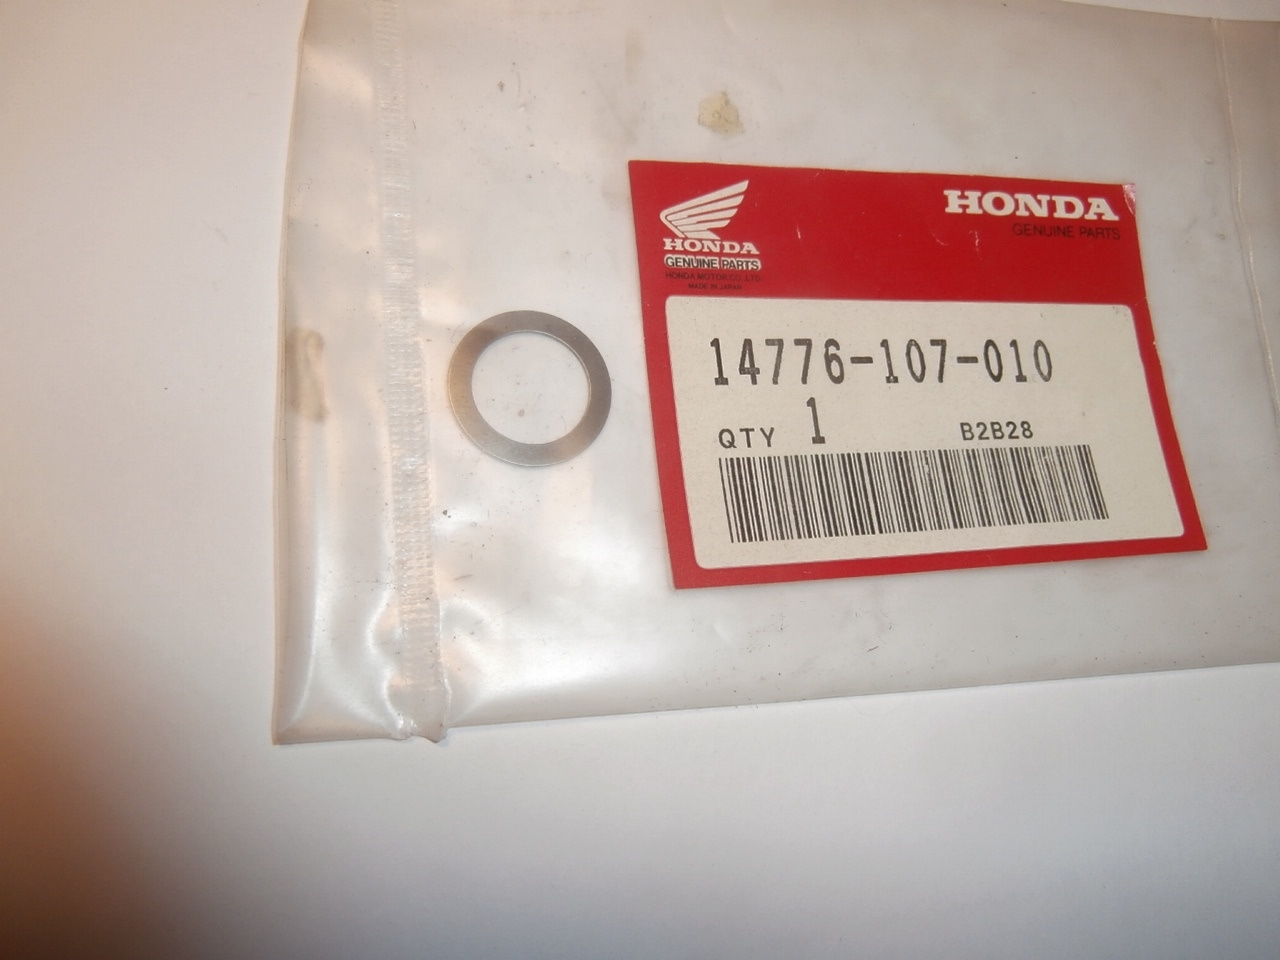 HONDA
GENUINE PARTS
HONDA MOTOR CO., LTD.
MADE IN JAPAN
HONDA
GENUINE PARTS
14776-107-010
QTY 1 B2B28